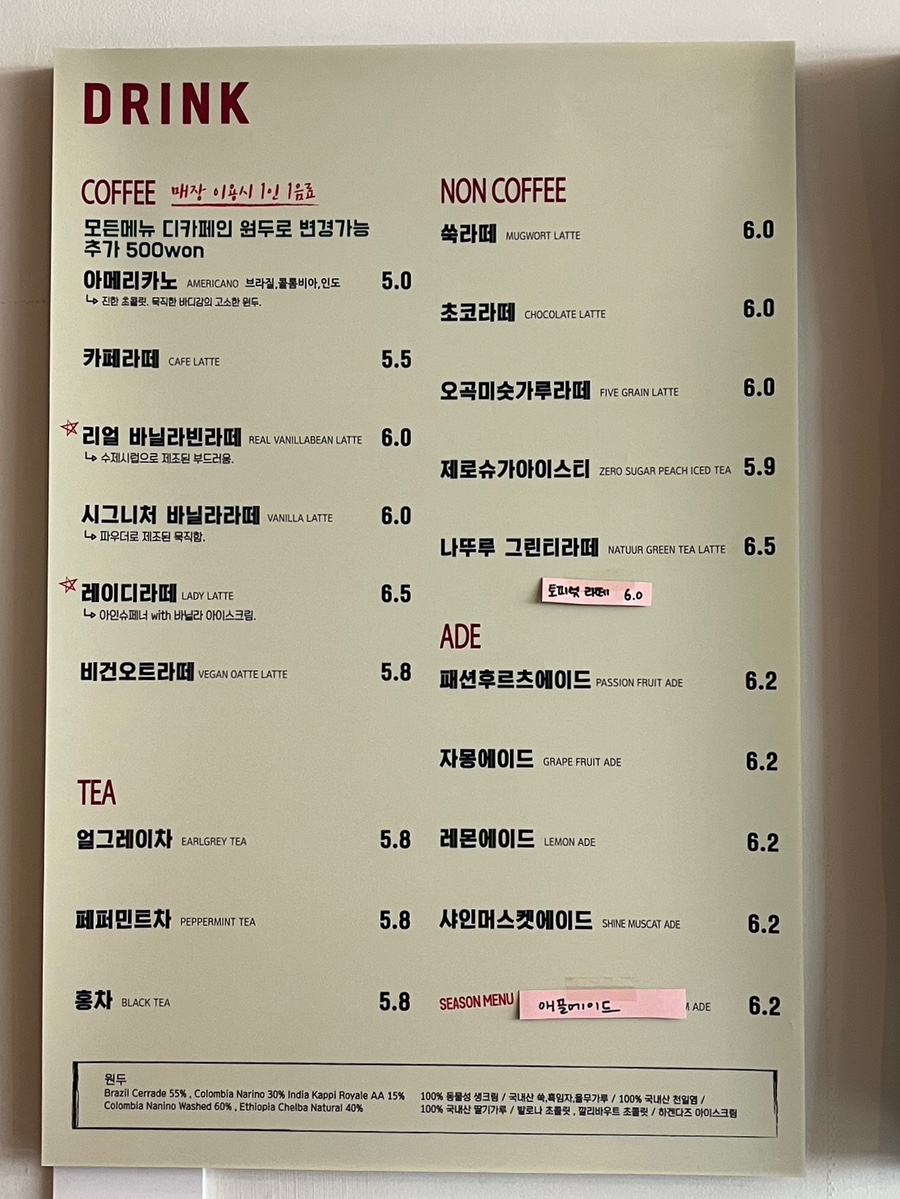 DRINK
COFFEE 매장 이용시 1인 1음료
모든메뉴 디카페인 원두로 변경가능
추가 500won
아메리카노 AMERICANO 브라질,콜롬비아,인도 5.0
↳ 진한 초콜릿. 묵직한 바디감의 고소한 원두.
카페라떼 CAFE LATTE 5.5
☆ 리얼 바닐라빈라떼 REAL VANILLABEAN LATTE 6.0
↳ 수제시럽으로 제조된 부드러움.
시그니처 바닐라라떼 VANILLA LATTE 6.0
↳ 파우더로 제조된 묵직함.
☆ 레이디라떼 LADY LATTE 6.5
↳ 아인슈페너 with 바닐라 아이스크림.
비건오트라떼 VEGAN OATTE LATTE 5.8
TEA
얼그레이차 EARLGREY TEA 5.8
페퍼민트차 PEPPERMINT TEA 5.8
홍차 BLACK TEA 5.8
NON COFFEE
쑥라떼 MUGWORT LATTE 6.0
초코라떼 CHOCOLATE LATTE 6.0
오곡미숫가루라떼 FIVE GRAIN LATTE 6.0
제로슈가아이스티 ZERO SUGAR PEACH ICED TEA 5.9
나뚜루 그린티라떼 NATUUR GREEN TEA LATTE 6.5
토피넛 라떼 6.0
ADE
패션후르츠에이드 PASSION FRUIT ADE 6.2
자몽에이드 GRAPE FRUIT ADE 6.2
레몬에이드 LEMON ADE 6.2
샤인머스켓에이드 SHINE MUSCAT ADE 6.2
SEASON MENU 애플에이드 M ADE 6.2
원두
Brazil Cerrade 55% , Colombia Narino 30% India Kappi Royale AA 15%
Colombia Nanino Washed 60% , Ethiopia Chelba Natural 40%
100% 동물성 생크림 / 국내산 쑥,흑임자,율무가루 / 100% 국내산 천일염 /
100% 국내산 딸기가루 / 발로나 초콜릿 , 깔리바우트 초콜릿 / 하겐다즈 아이스크림